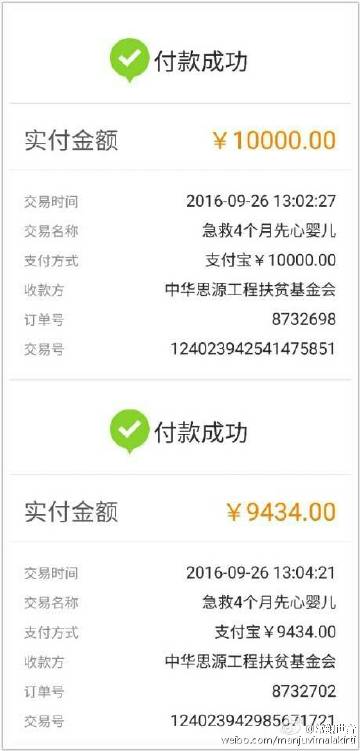 付款成功
实付金额 ￥10000.00
交易时间 2016-09-26 13:02:27
交易名称 急救4个月先心婴儿
支付方式 支付宝￥10000.00
收款方 中华思源工程扶贫基金会
订单号 8732698
交易号 124023942541475851
付款成功
实付金额 ￥9434.00
交易时间 2016-09-26 13:04:21
交易名称 急救4个月先心婴儿
支付方式 支付宝￥9434.00
收款方 中华思源工程扶贫基金会
订单号 8732702
交易号 124023942985671721
weibo.com/manjuvimalakirti